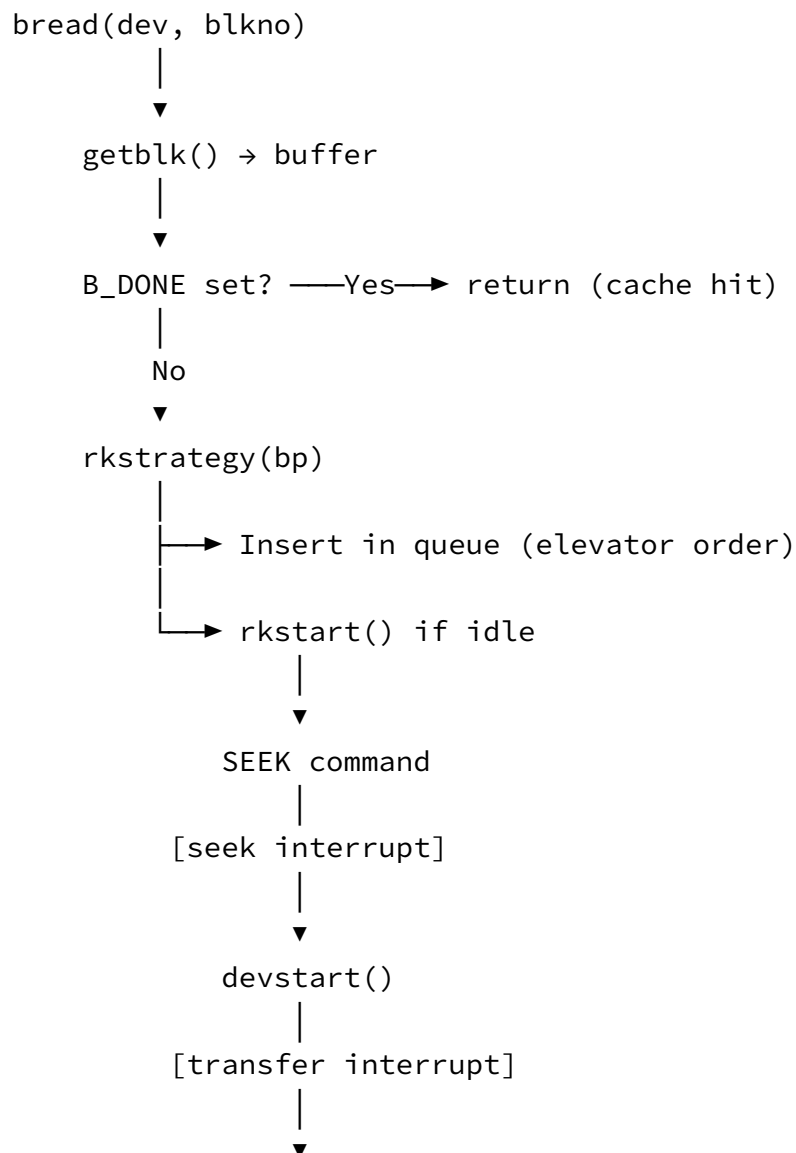 bread(dev, blkno)
getblk() → buffer
B_DONE set? ——Yes—► return (cache hit)
No
rkstrategy(bp)
Insert in queue (elevator order)
rkstart() if idle
SEEK command
[seek interrupt]
devstart()
[transfer interrupt]